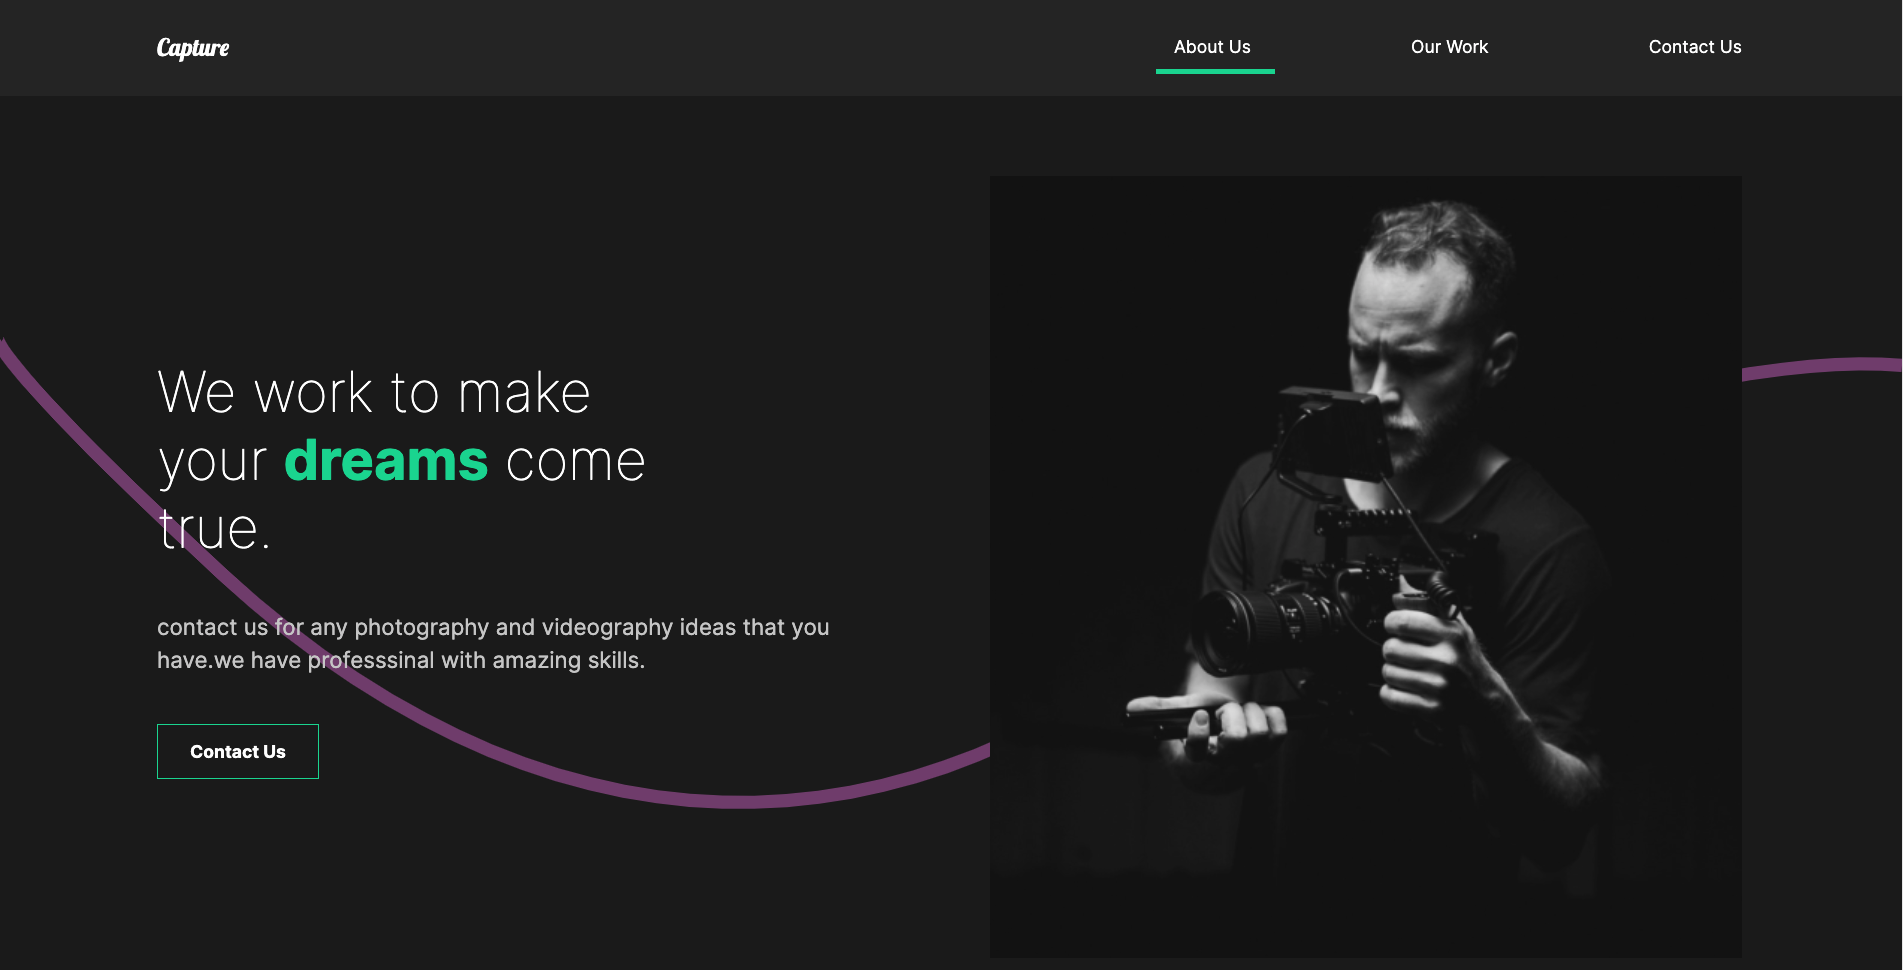 Capture
About Us
Our Work
Contact Us
We work to make
your dreams come
true.
contact us for any photography and videography ideas that you
have.we have professsinal with amazing skills.
Contact Us